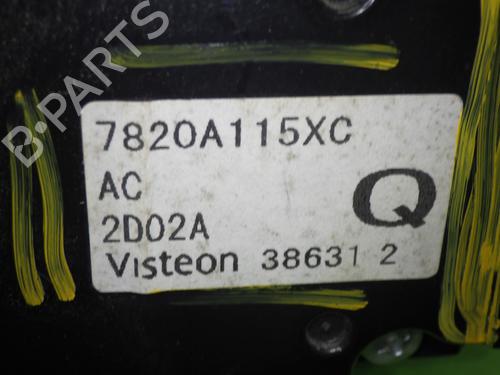 B-PARTS
7820A115XC
AC
2D02A
Q
Visteon 38631 2